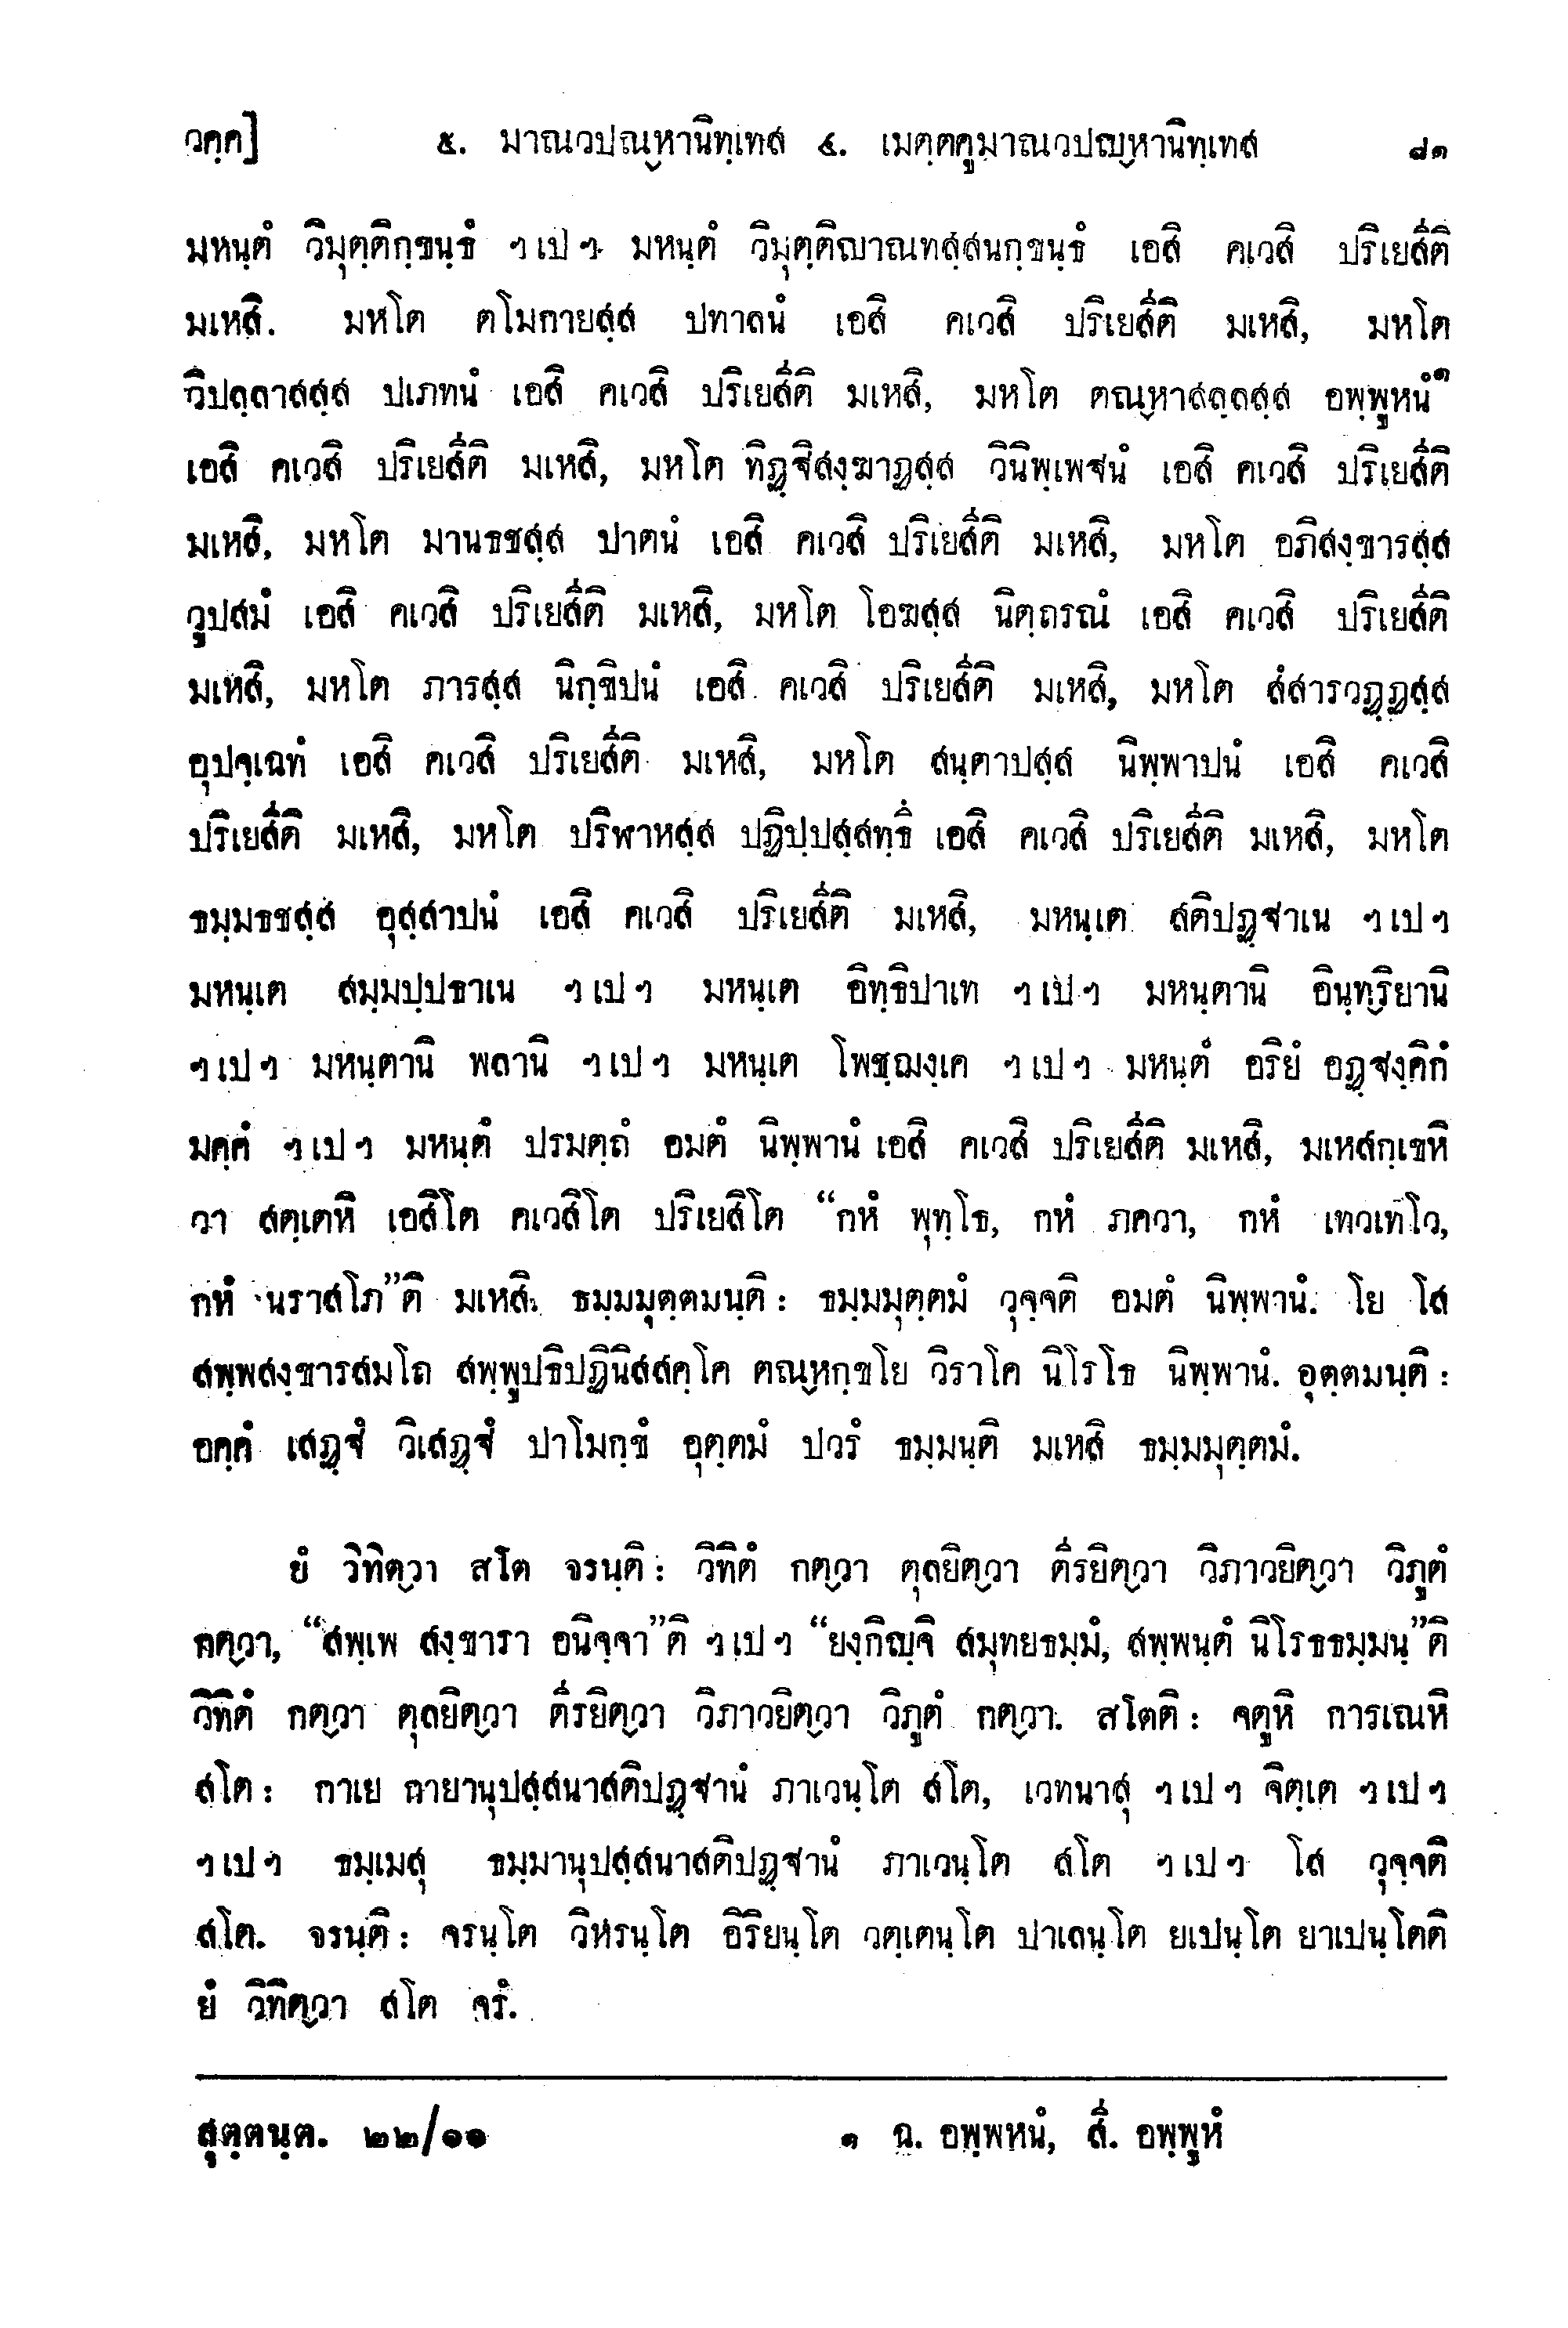 วคฺค]	๕. มาณวปณฺหานิทฺเทส ๔. เมตฺตคูมาณวปญฺหานิทฺเทส	๘๑
มหนฺตํ วิมุตฺติกฺขนฺธํ ฯเปฯ มหนฺตํ วิมุตฺติญาณทสฺสนกฺขนฺธํ เอสิ คเวสิ ปริเยสีติ
มเหสี. มหโต ตโมกายสฺส ปทาลนํ เอสิ คเวสิ ปริเยสีติ มเหสี, มหโต
วิปลฺลาสสฺส ปเภทนํ เอสิ คเวสิ ปริเยสีติ มเหสี, มหโต ตณฺหาสลฺลสฺส อพฺพูหนํ๑
เอสิ คเวสิ ปริเยสีติ มเหสี, มหโต ทิฏฺฐิสงฺฆาฏสฺส วินิพฺเพฐนํ เอสิ คเวสิ ปริเยสีติ
มเหสี, มหโต มานธชสฺส ปาตนํ เอสิ คเวสิ ปริเยสีติ มเหสี, มหโต อภิสงฺขารสฺส
วูปสมํ เอสิ คเวสิ ปริเยสีติ มเหสี, มหโต โอฆสฺส นิตฺถรณํ เอสิ คเวสิ ปริเยสีติ
มเหสี, มหโต ภารสฺส นิกฺขิปนํ เอสิ คเวสิ ปริเยสีติ มเหสี, มหโต สํสารวฏฺฏสฺส
อุปจฺเฉทํ เอสิ คเวสิ ปริเยสีติ มเหสี, มหโต สนฺตาปสฺส นิพฺพาปนํ เอสิ คเวสิ
ปริเยสีติ มเหสี, มหโต ปริฬาหสฺส ปฏิปฺปสฺสทฺธึ เอสิ คเวสิ ปริเยสีติ มเหสี, มหโต
ธมฺมธชสฺส อุสฺสาปนํ เอสิ คเวสิ ปริเยสีติ มเหสี, มหนฺเต สติปฏฺฐาเน ฯเปฯ
มหนฺเต สมฺมปฺปธาเน ฯเปฯ มหนฺเต อิทฺธิปาเท ฯเปฯ มหนฺตานิ อินฺทฺริยานิ
ฯเปฯ มหนฺตานิ พลานิ ฯเปฯ มหนฺเต โพชฺฌงฺเค ฯเปฯ มหนฺตํ อริยํ อฏฺฐงฺคิกํ
มคฺคํ ฯเปฯ มหนฺตํ ปรมตฺถํ อมตํ นิพฺพานํ เอสิ คเวสิ ปริเยสีติ มเหสี, มเหสกฺเขหิ
วา สตฺเตหิ เอสิโต คเวสิโต ปริเยสิโต “กหํ พุทฺโธ, กหํ ภควา, กหํ เทวเทโว,
กหํ นราสโภ”ติ มเหสี. ธมฺมมุตฺตมนฺติ: ธมฺมมุตฺตมํ วุจฺจติ อมตํ นิพฺพานํ. โย โส
สพฺพสงฺขารสมโถ สพฺพูปธิปฏินิสสคฺโค ตณฺหกฺขโย วิราโค นิโรโธ นิพฺพานํ. อุตฺตมนฺติ:
อคฺคํ เสฏฺฐํ วิเสฏฺฐํ ปาโมกฺขํ อุตฺตมํ ปวรํ ธมฺมนฺติ มเหสี ธมฺมมุตฺตมํ.
ยํ วิทิตฺวา สโต จรนฺติ: วิทิตํ กตฺวา ตุลยิตฺวา ตีรยิตฺวา วิภาวยิตฺวา วิภูตํ
กตฺวา, “สพฺเพ สงฺขารา อนิจฺจา”ติ ฯเปฯ “ยงฺกิญฺจิ สมุทยธมฺมํ, สพฺพนฺตํ นิโรธธมฺมนฺ”ติ
วิทิตํ กตฺวา ตุลยิตฺวา ตีรยิตฺวา วิภาวยิตฺวา วิภูตํ กตฺวา. สโตติ: จตูหิ การเณหิ
สโต: กาเย กายานุปสฺสนาสติปฏฺฐานํ ภาเวนฺโต สโต, เวทนาสุ ฯเปฯ จิตฺเต ฯเปฯ
ฯเปฯ ธมฺเมสุ ธมฺมานุปสฺสนาสติปฏฺฐานํ ภาเวนฺโต สโต ฯเปฯ โส วุจฺจติ
สโต. จรนฺติ: จรนฺโต วิหรนฺโต อิริยนฺโต วตฺเตนฺโต ปาเลนฺโต ยเปนฺโต ยาเปนฺโตติ
ยํ วิทิตฺวา สโต จรํ.
สุตฺตนฺต. ๒๒/๑๑	๑ ฉ. อพฺพหนํ, สี. อพฺพูหํ